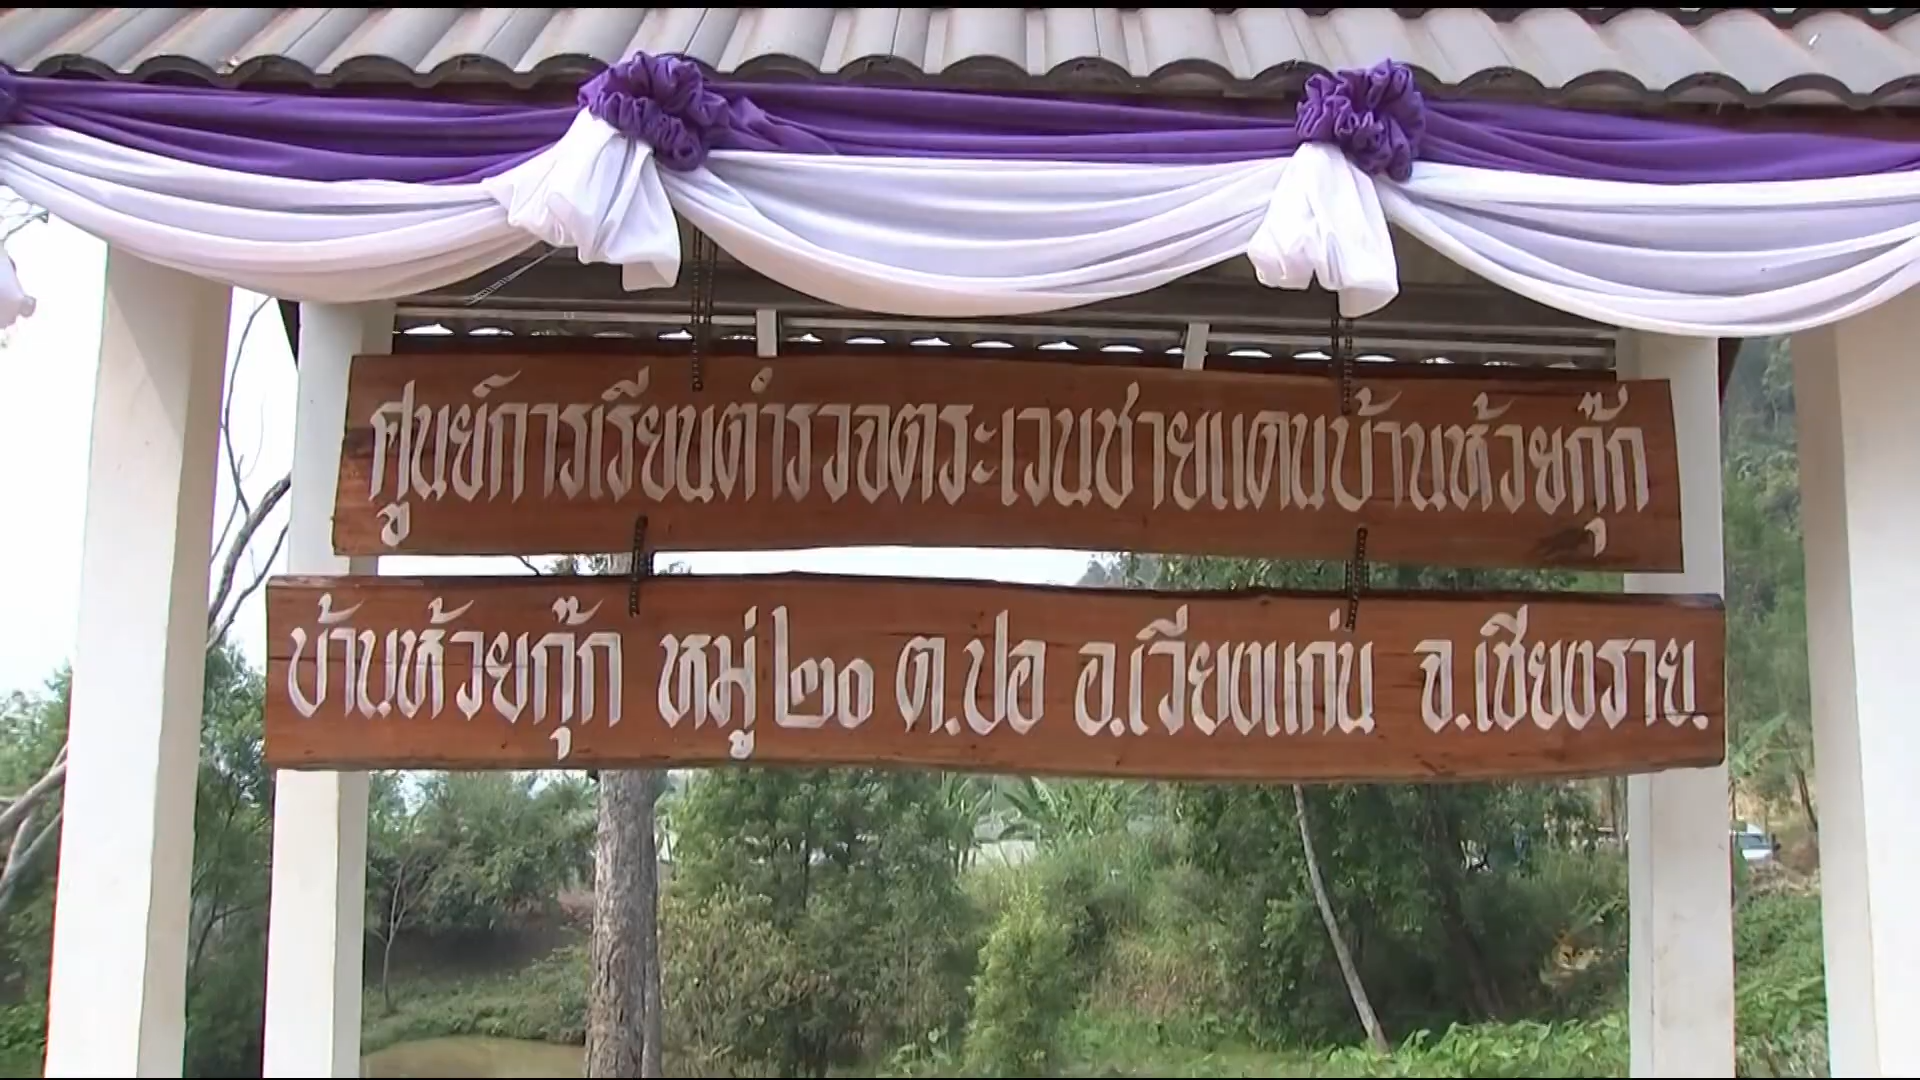 ศูนย์การเรียนตำรวจตระเวนชายแดนบ้านห้วยกุ๊ก
บ้านห้วยกุ๊ก หมู่ ๒๐ ต.ปอ อ.เวียงแก่น จ.เชียงราย.